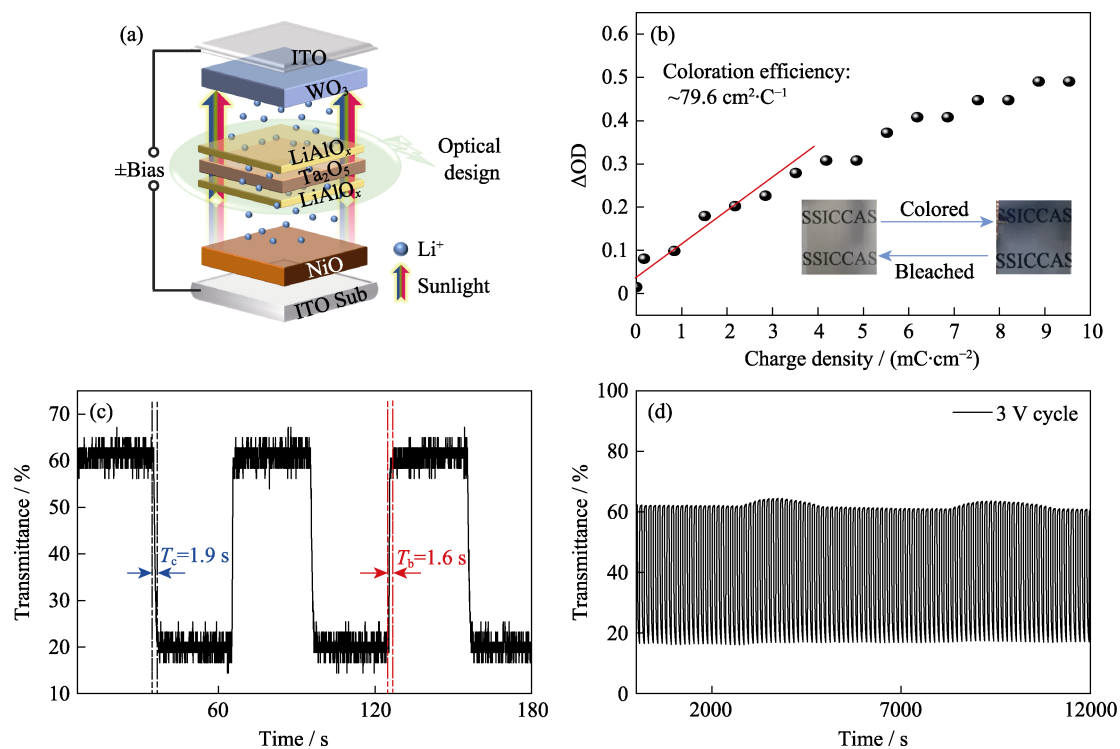 (a)
ITO
WO₃
LiAlOₓ
Ta₂O₅
LiAlOₓ
NiO
ITO Sub
±Bias
Optical
design
Li⁺
Sunlight
(b)
Coloration efficiency:
~79.6 cm²·C⁻¹
SSICCAS
SSICCAS
Colored
Bleached
SSICCAS
SSICCAS
0.6
0.5
0.4
0.3
0.2
0.1
0
ΔOD
0 1 2 3 4 5 6 7 8 9 10
Charge density / (mC·cm⁻²)
(c)
70
60
50
40
30
20
10
Transmittance / %
T_c=1.9 s
T_b=1.6 s
60 120 180
Time / s
(d)
3 V cycle
100
80
60
40
20
0
Transmittance / %
2000 7000 12000
Time / s